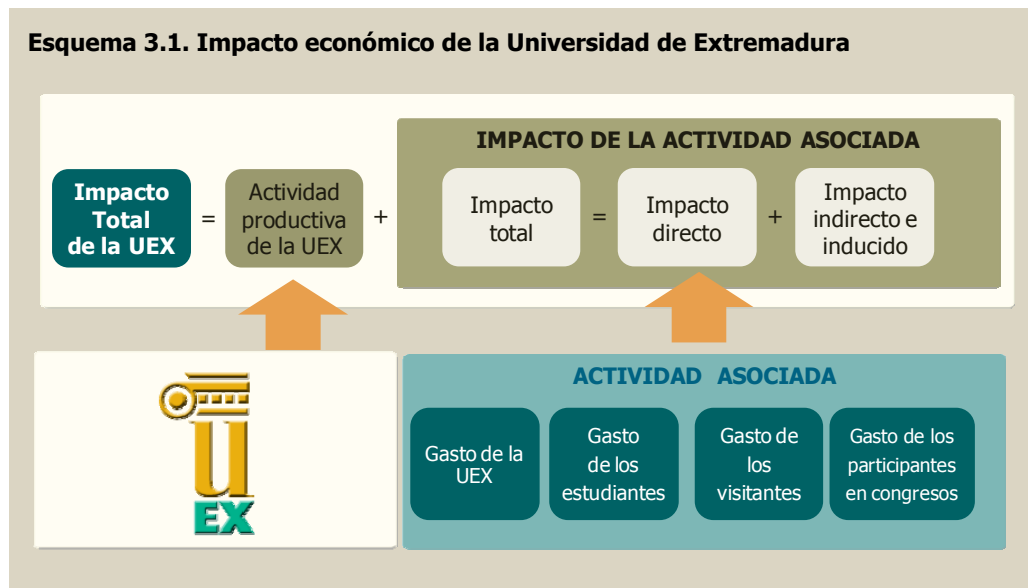 Esquema 3.1. Impacto económico de la Universidad de Extremadura
IMPACTO DE LA ACTIVIDAD ASOCIADA
Impacto
Total
de la UEX
=
Actividad
productiva
de la UEX
+
Impacto
total
=
Impacto
directo
+
Impacto
indirecto e
inducido
u
EX
ACTIVIDAD ASOCIADA
Gasto de la
UEX
Gasto
de los
estudiantes
Gasto de
los
visitantes
Gasto de los
participantes
en congresos